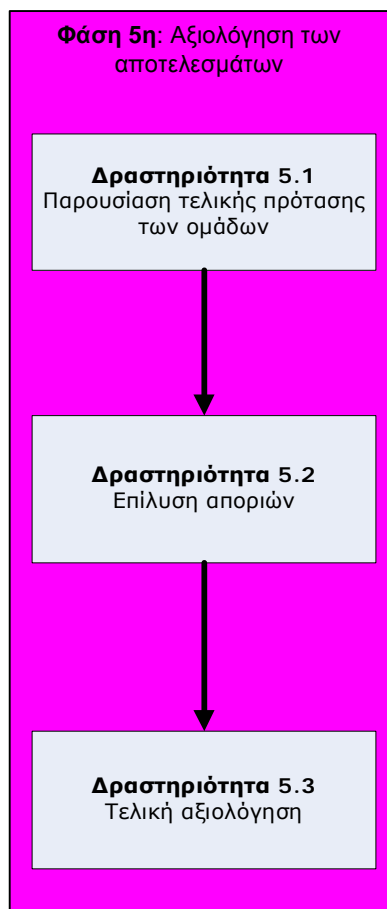 Φάση 5η: Αξιολόγηση των
αποτελεσμάτων
Δραστηριότητα 5.1
Παρουσίαση τελικής πρότασης
των ομάδων
Δραστηριότητα 5.2
Επίλυση αποριών
Δραστηριότητα 5.3
Τελική αξιολόγηση